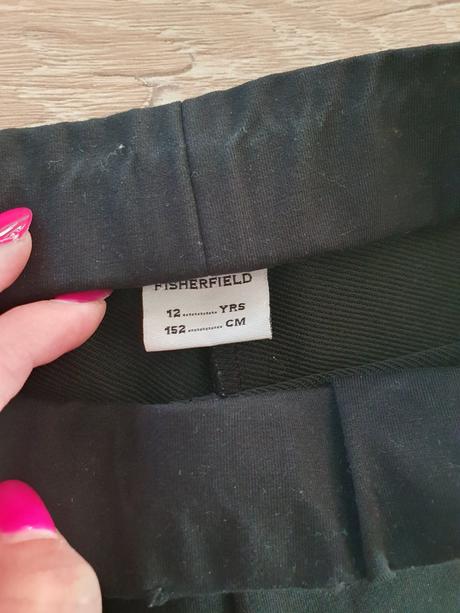 FISHERFIELD
12.......... YRS
152.......... CM